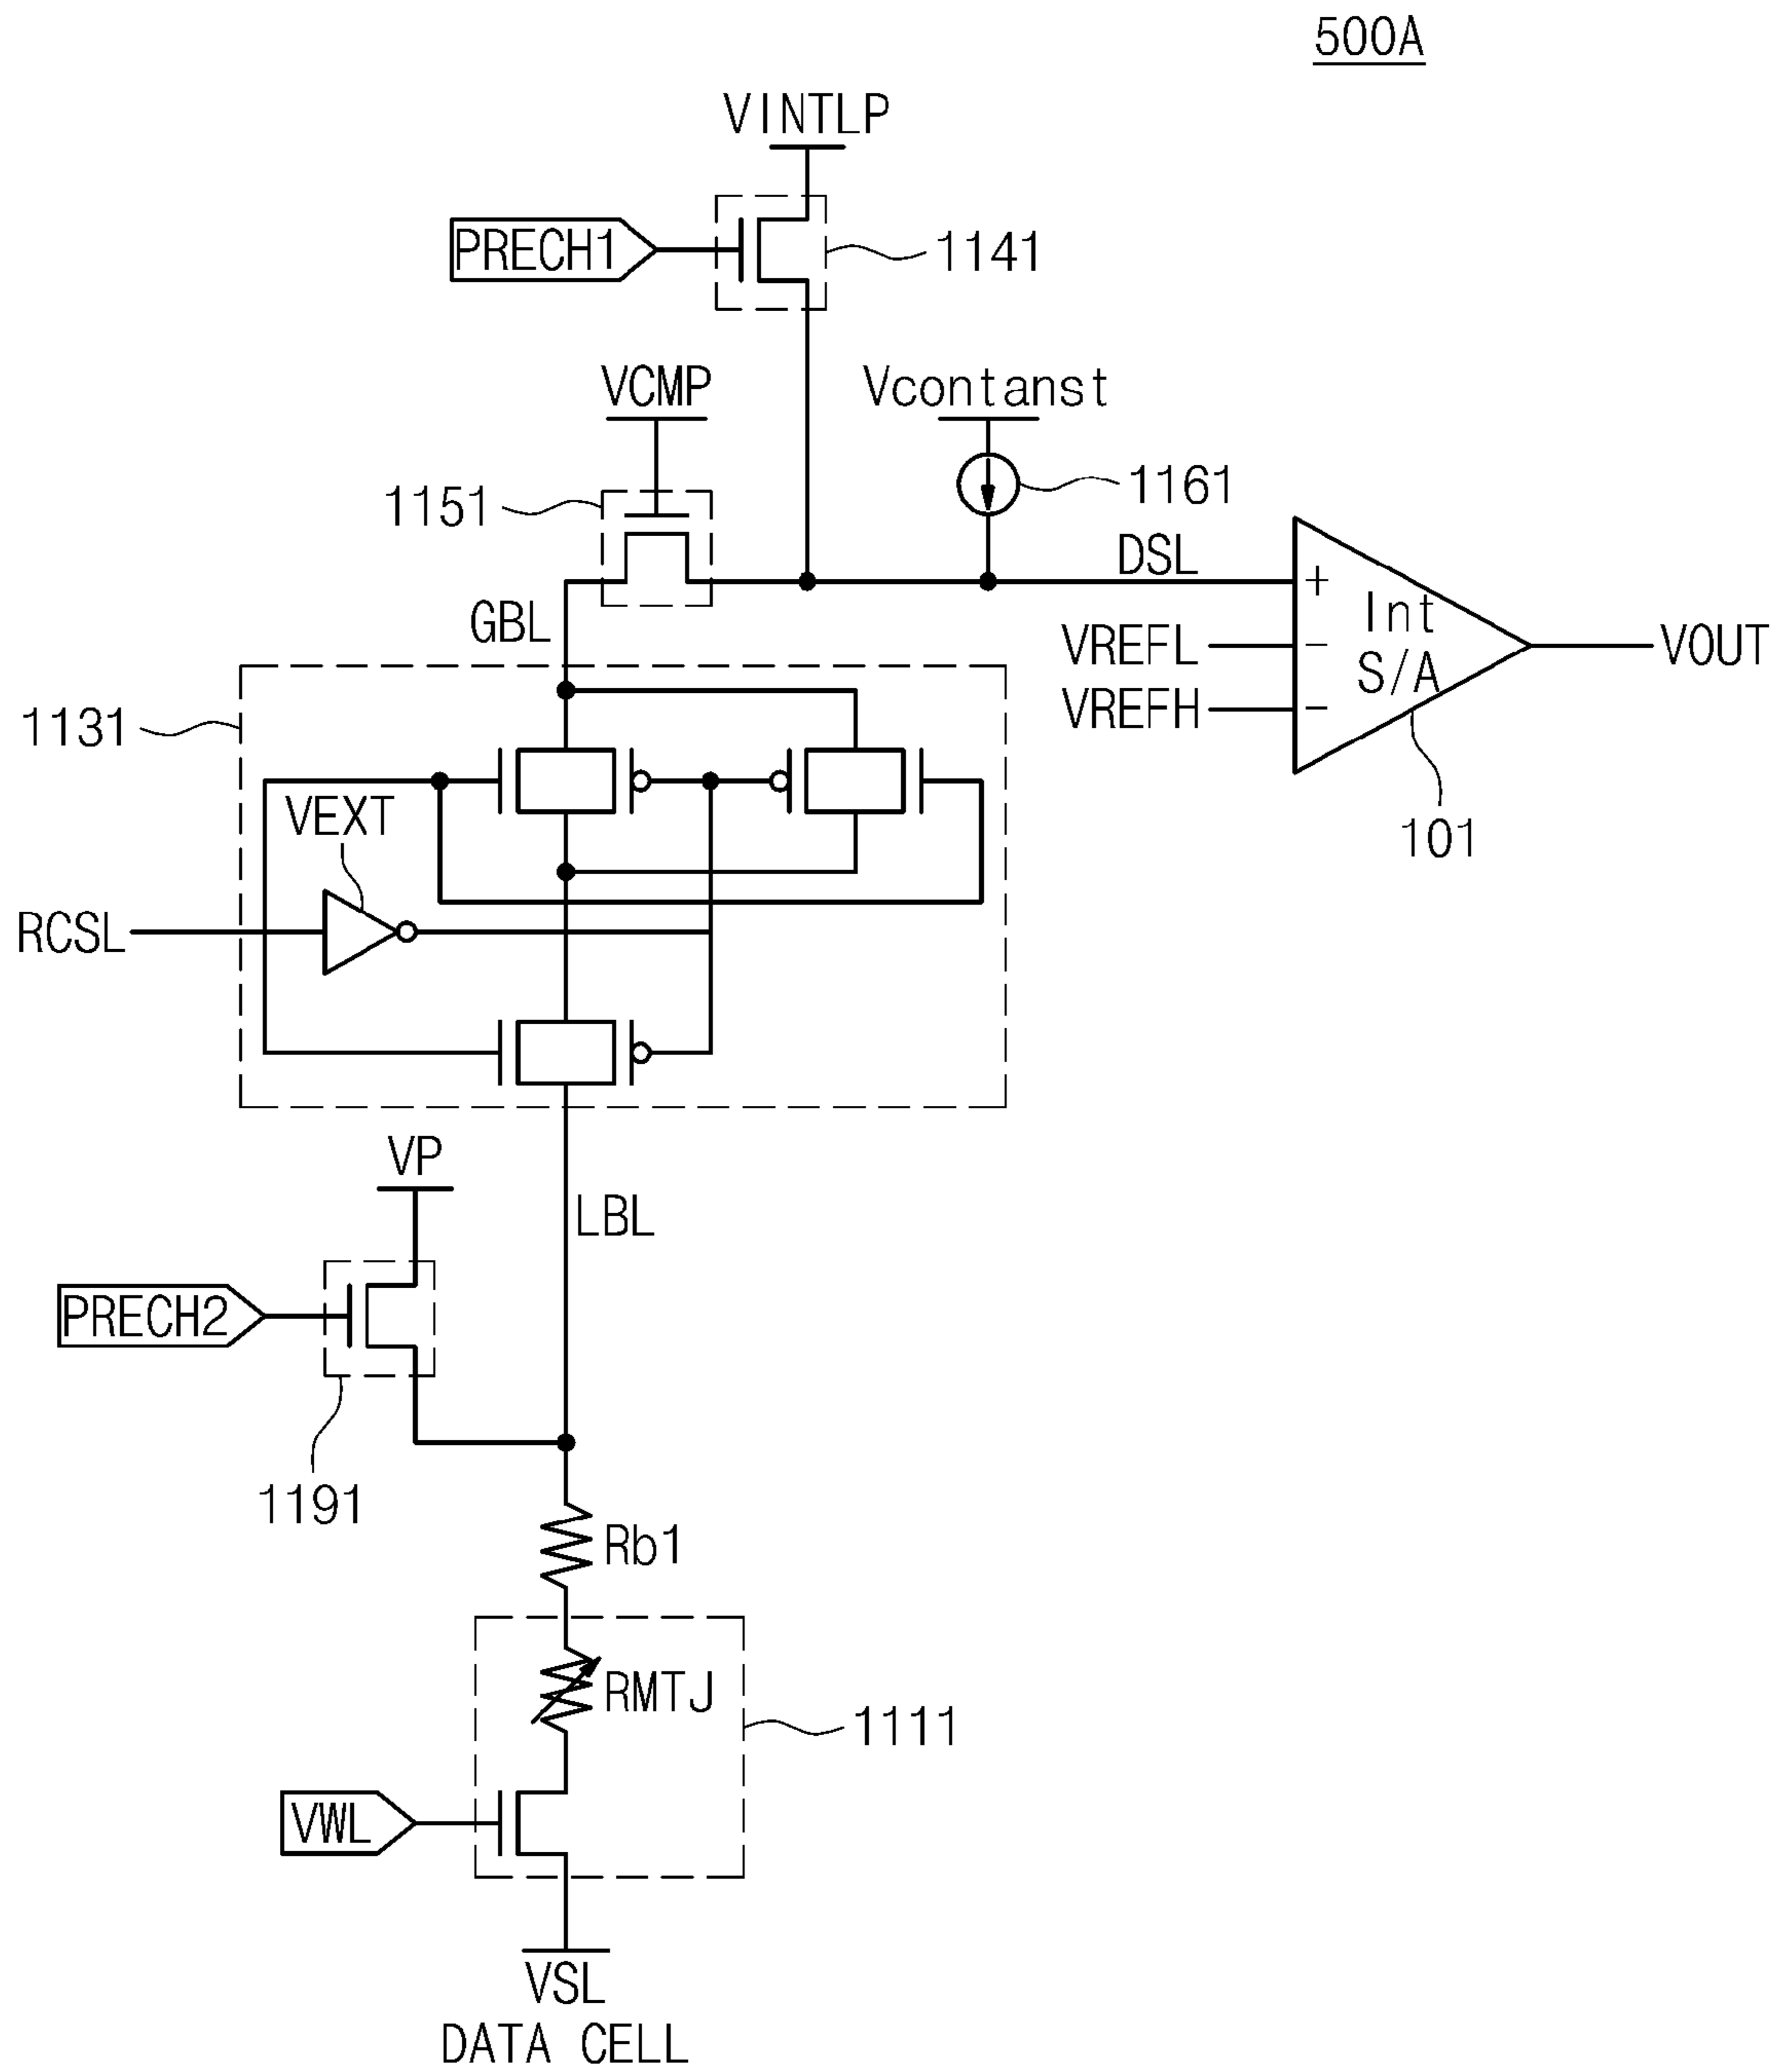 500A
VINTLP
PRECH1
1141
VCMP
Vcontanst
1151
1161
DSL
+
Int
S/A
GBL
VREFL
−
VOUT
VREFH
−
1131
VEXT
101
RCSL
VP
LBL
PRECH2
1191
Rb1
RMTJ
1111
VWL
VSL
DATA CELL